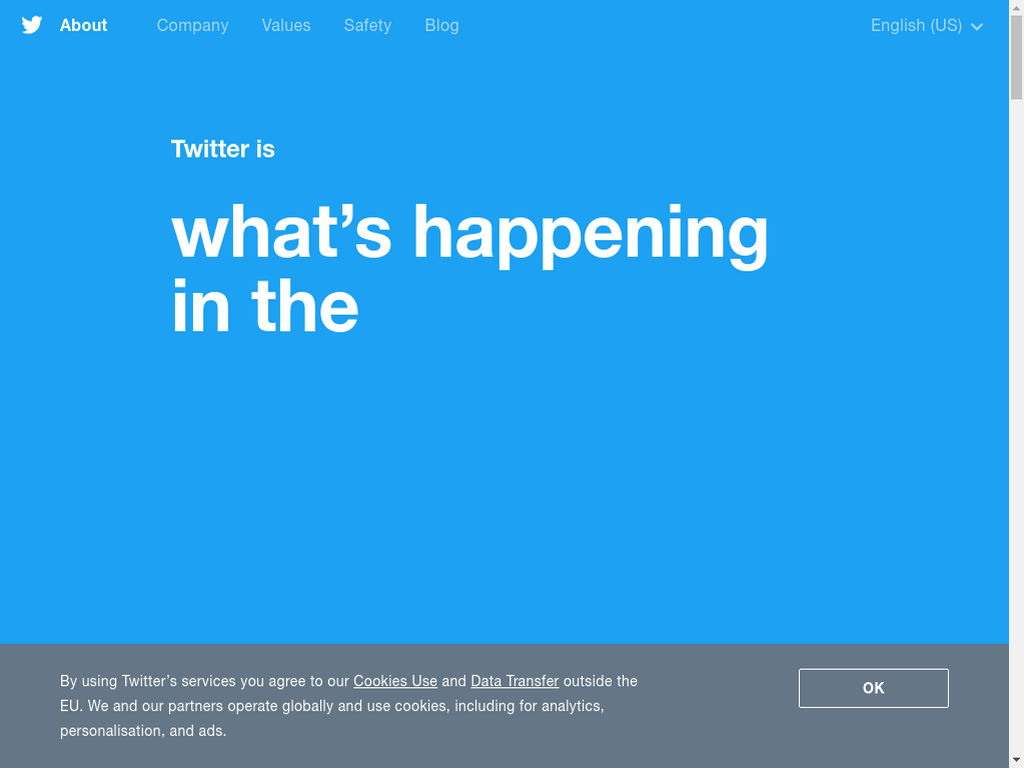 About Company Values Safety Blog English (US)
Twitter is
what’s happening
in the
By using Twitter’s services you agree to our Cookies Use and Data Transfer outside the
EU. We and our partners operate globally and use cookies, including for analytics,
personalisation, and ads.
OK